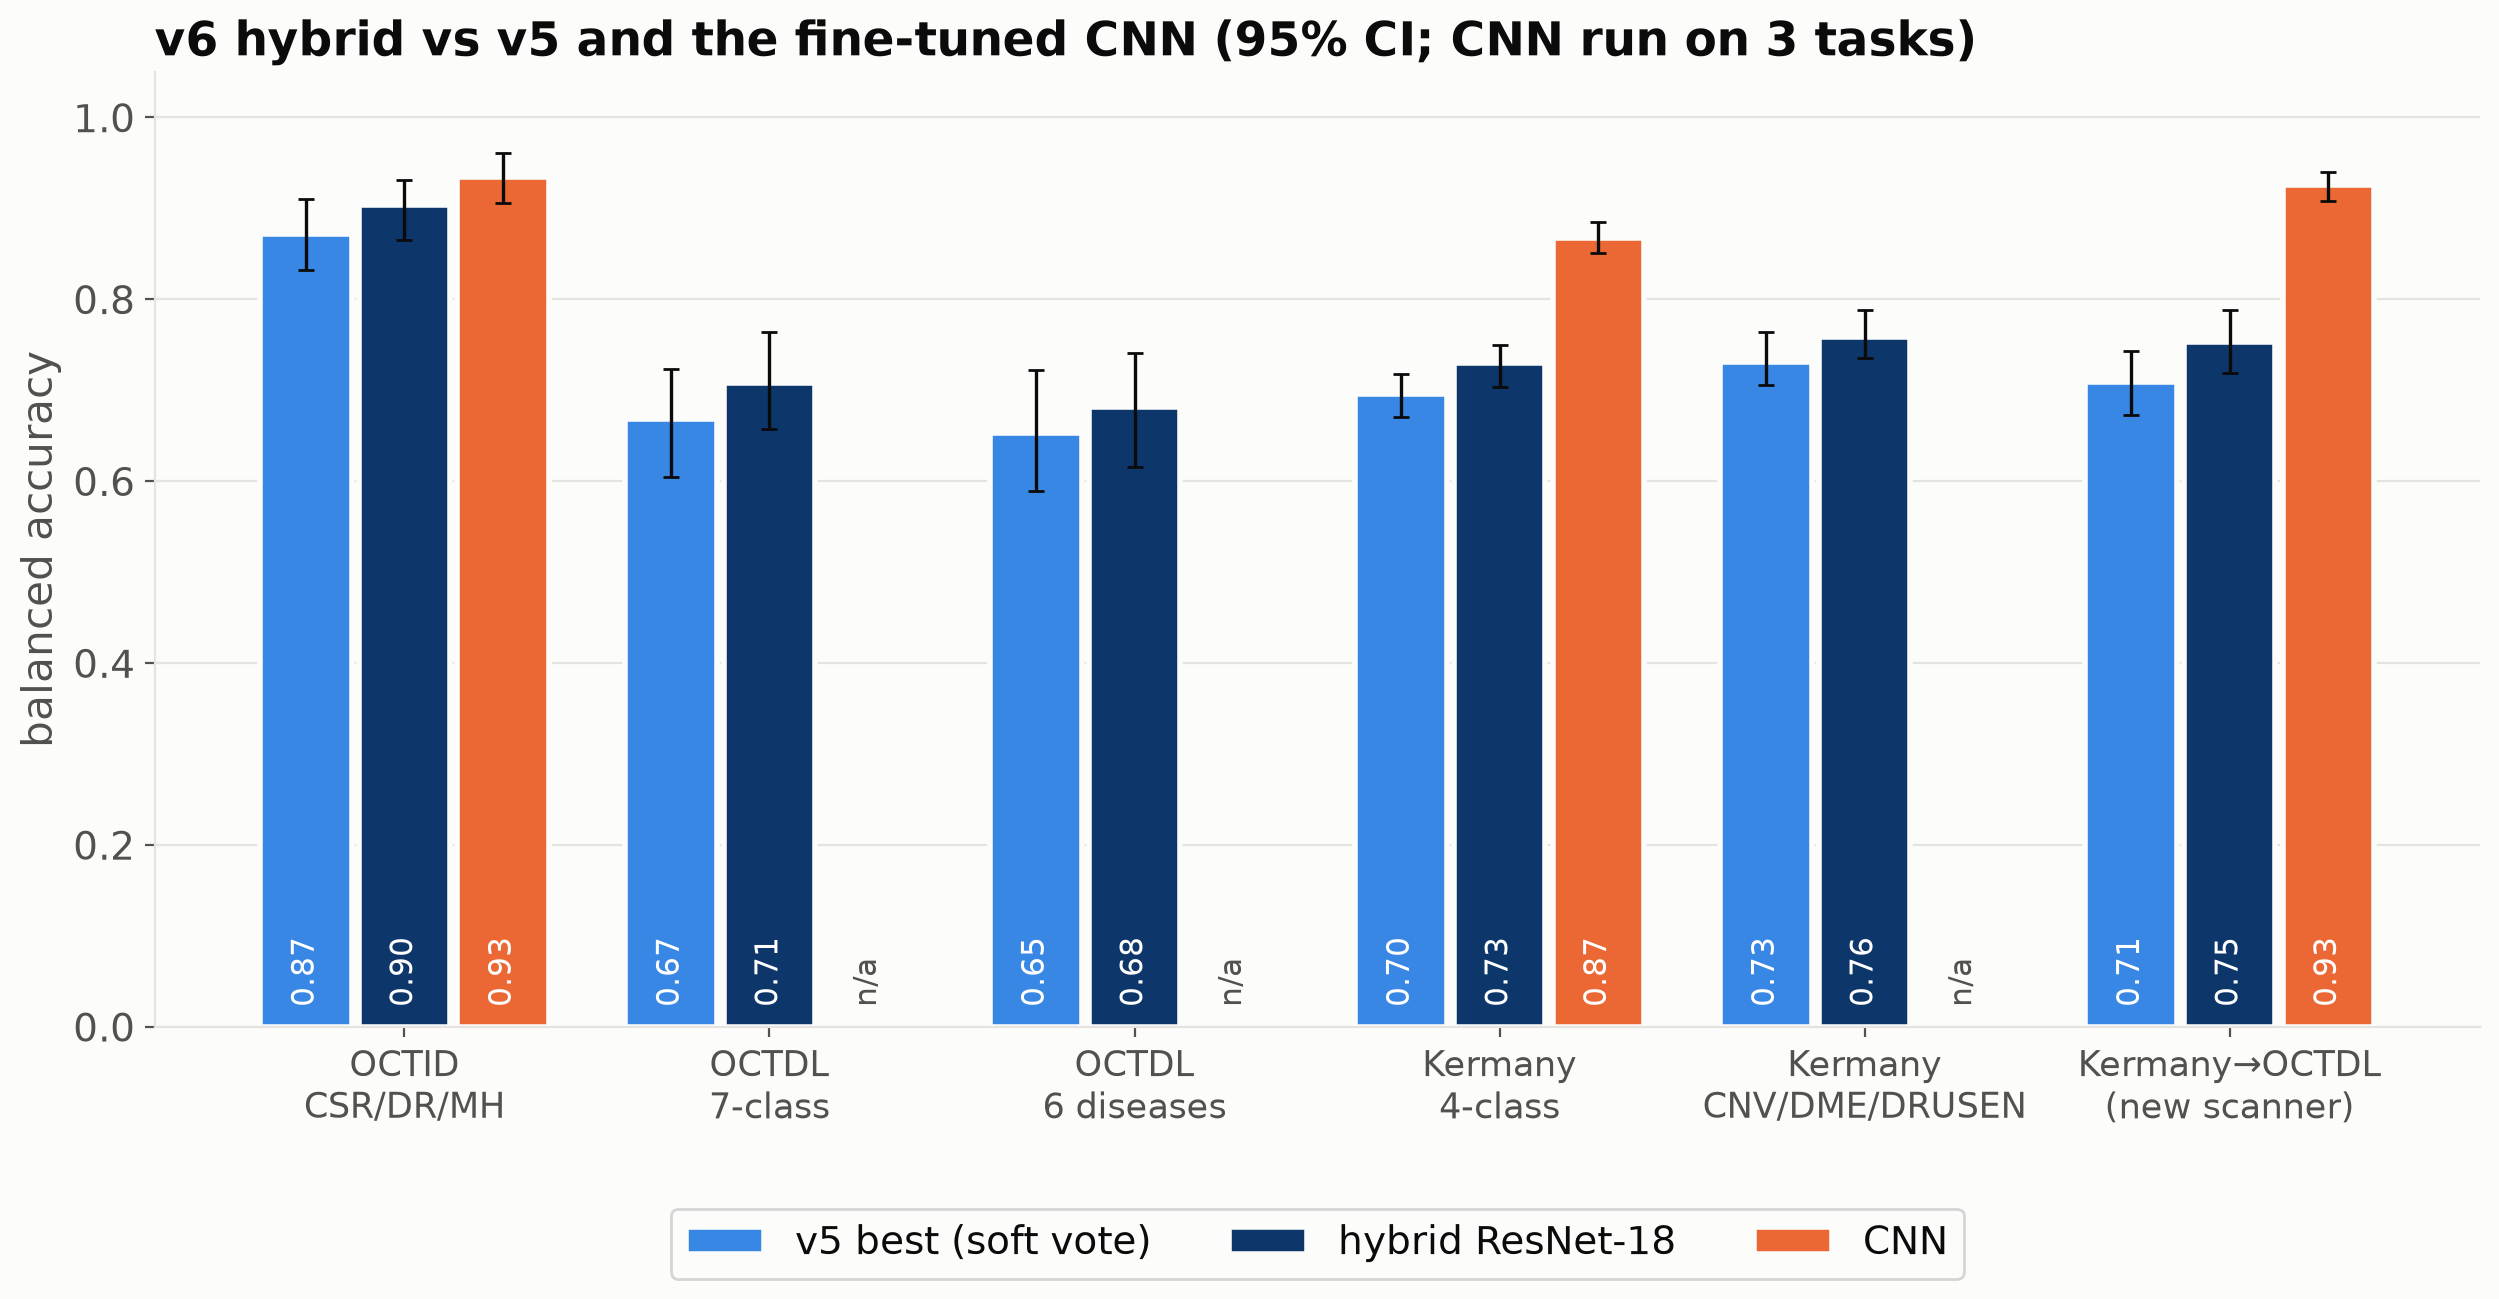 v6 hybrid vs v5 and the fine-tuned CNN (95% CI; CNN run on 3 tasks)
balanced accuracy
1.0
0.8
0.6
0.4
0.2
0.0
0.87
0.90
0.93
0.67
0.71
n/a
0.65
0.68
n/a
0.70
0.73
0.87
0.73
0.76
n/a
0.71
0.75
0.93
OCTID
CSR/DR/MH
OCTDL
7-class
OCTDL
6 diseases
Kermany
4-class
Kermany
CNV/DME/DRUSEN
Kermany→OCTDL
(new scanner)
v5 best (soft vote)
hybrid ResNet-18
CNN